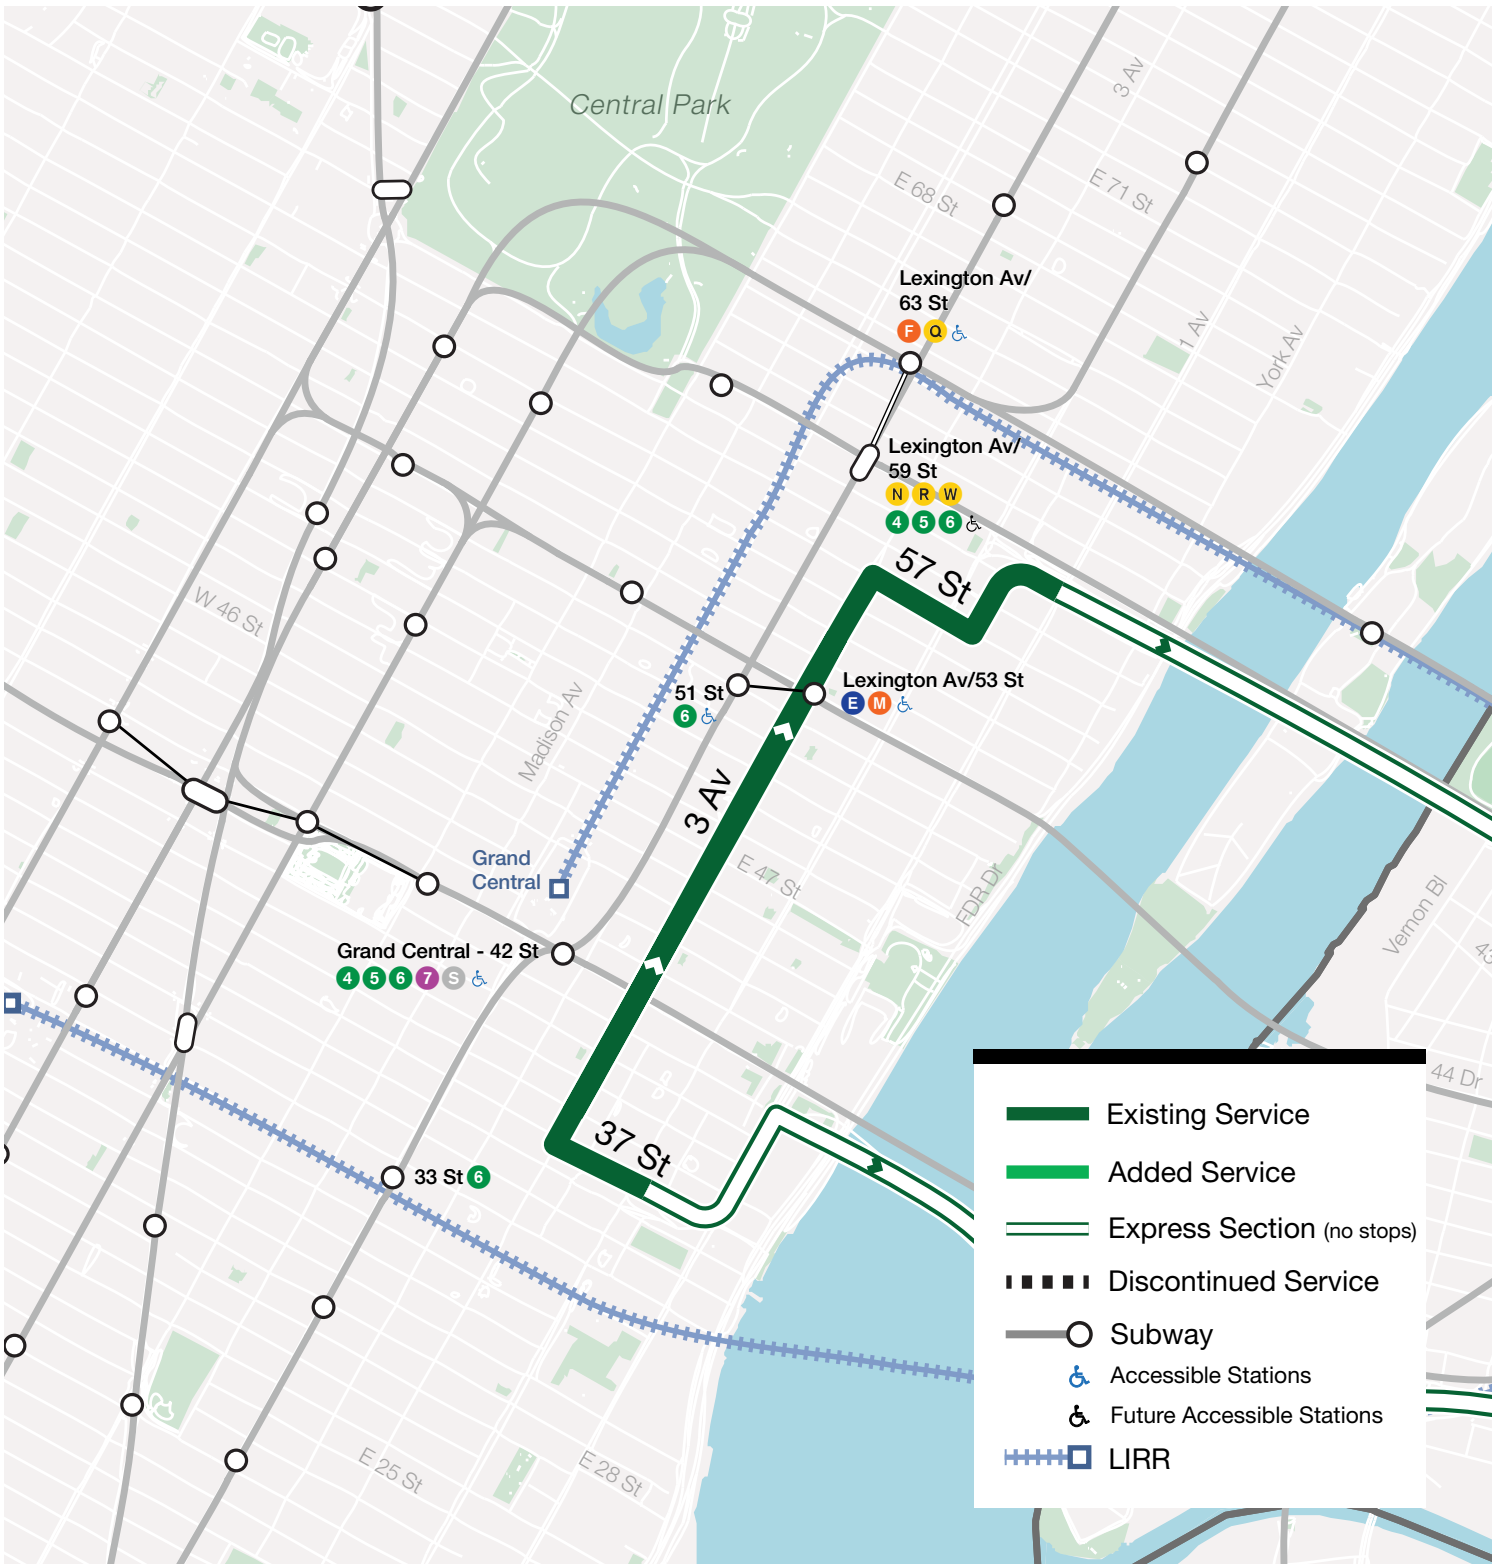 Central Park
3 Av
E 68 St
E 71 St
Lexington Av/
63 St
F Q
1 Av
York Av
Lexington Av/
59 St
N R W
4 5 6
57 St
W 46 St
Madison Av
51 St
6
Lexington Av/53 St
E M
3 Av
Grand
Central
E 47 St
FDR Dr
Vernon Bl
Grand Central - 42 St
4 5 6 7 S
37 St
33 St 6
E 25 St
E 28 St
44 Dr
Existing Service
Added Service
Express Section (no stops)
Discontinued Service
Subway
Accessible Stations
Future Accessible Stations
LIRR